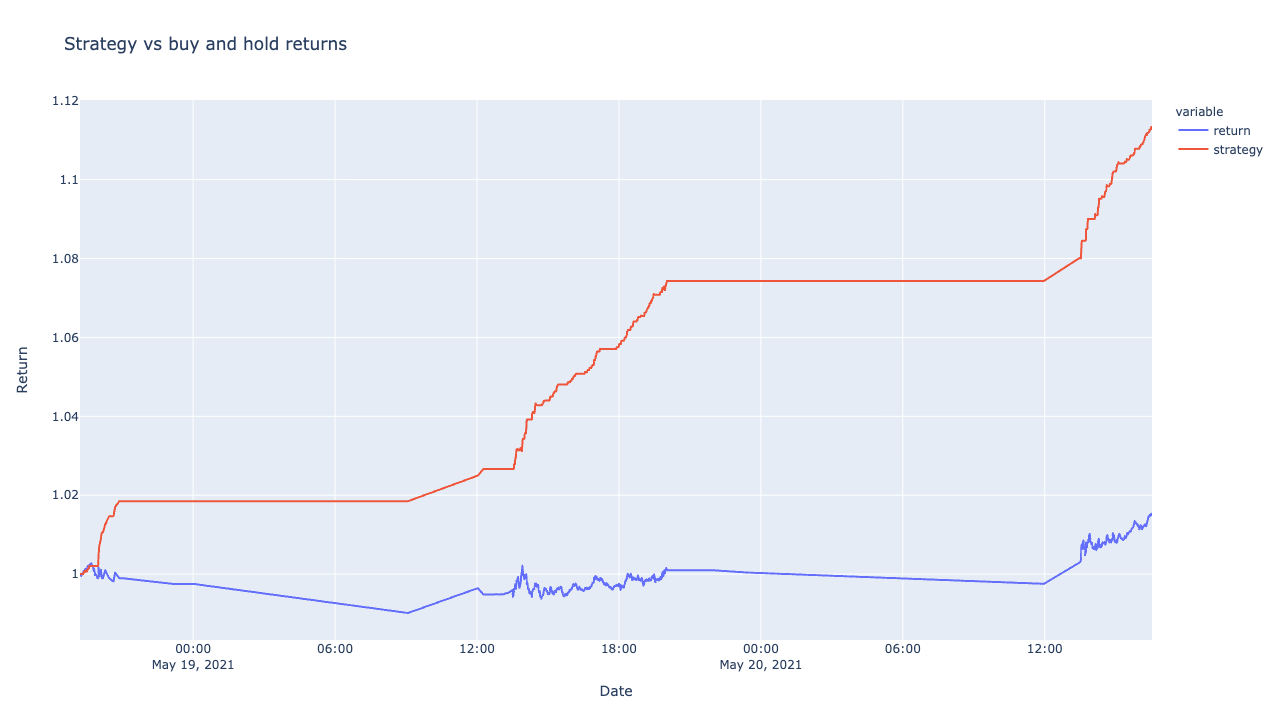 Strategy vs buy and hold returns
variable
return
strategy
Return
1.12
1.1
1.08
1.06
1.04
1.02
1
00:00
May 19, 2021
06:00
12:00
18:00
00:00
May 20, 2021
06:00
12:00
Date